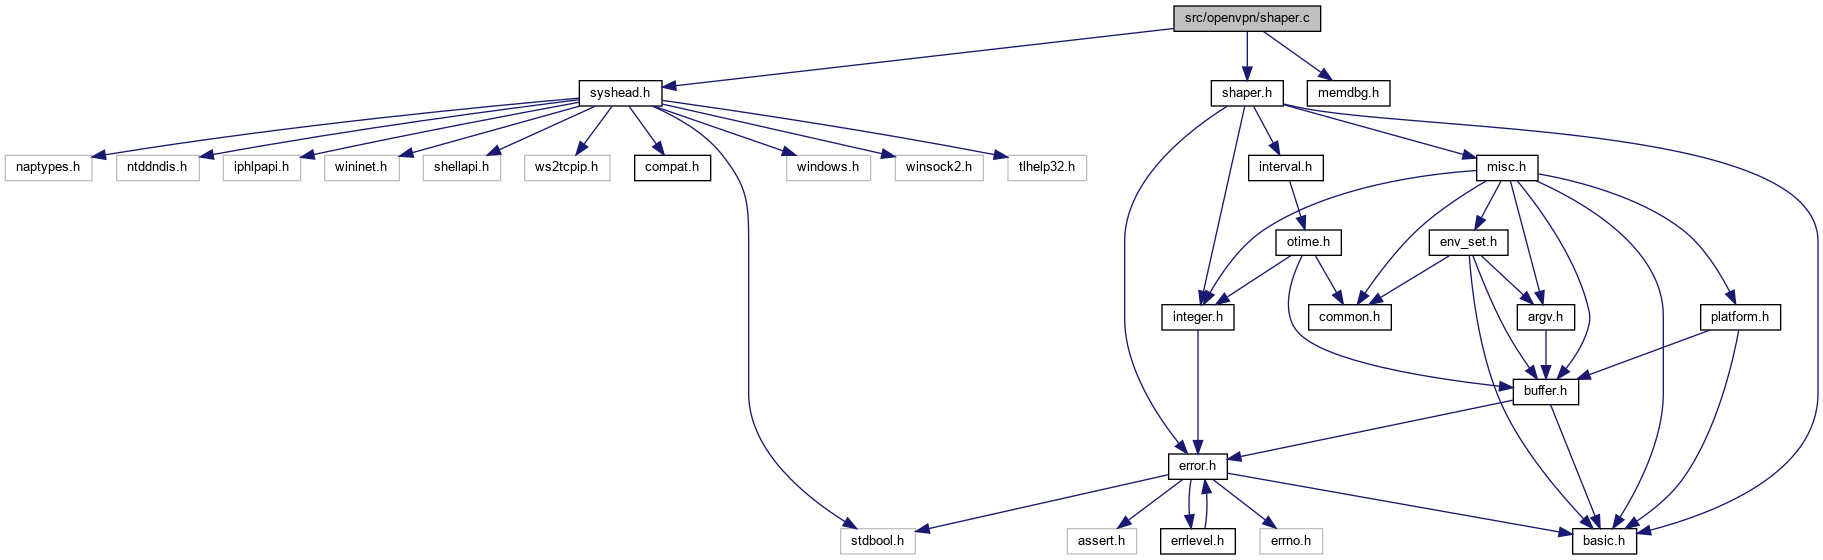 src/openvpn/shaper.c
syshead.h
shaper.h
memdbg.h
naptypes.h
ntddndis.h
iphlpapi.h
wininet.h
shellapi.h
ws2tcpip.h
compat.h
windows.h
winsock2.h
tlhelp32.h
interval.h
misc.h
otime.h
env_set.h
integer.h
common.h
argv.h
platform.h
buffer.h
error.h
stdbool.h
assert.h
errlevel.h
errno.h
basic.h